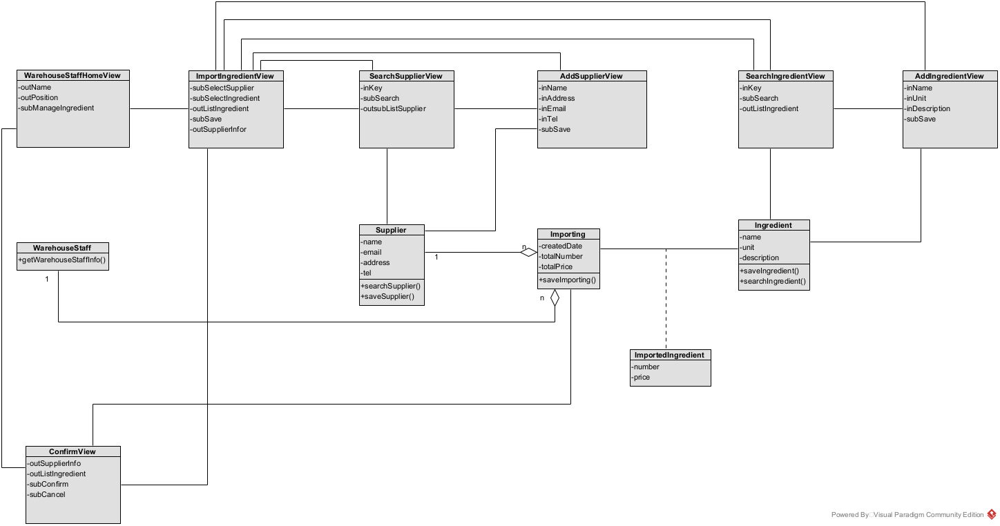 WarehouseStaffHomeView
-outName
-outPosition
-subManageIngredient
ImportIngredientView
-subSelectSupplier
-subSelectIngredient
-outListIngredient
-subSave
-outSupplierInfor
SearchSupplierView
-inKey
-subSearch
-outsubListSupplier
AddSupplierView
-inName
-inAddress
-inEmail
-inTel
-subSave
SearchIngredientView
-inKey
-subSearch
-outListIngredient
AddIngredientView
-inName
-inUnit
-inDescription
-subSave
WarehouseStaff
+getWarehouseStaffInfo()
1
Supplier
-name
-email
-address
-tel
+searchSupplier()
+saveSupplier()
1
n
Importing
-createdDate
-totalNumber
-totalPrice
+saveImporting()
n
Ingredient
-name
-unit
-description
+saveIngredient()
+searchIngredient()
ImportedIngredient
-number
-price
ConfirmView
-outSupplierInfo
-outListIngredient
-subConfirm
-subCancel
Powered By Visual Paradigm Community Edition